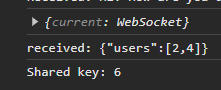 ▶ {current: WebSocket}
received: {"users":[2,4]}
Shared key: 6